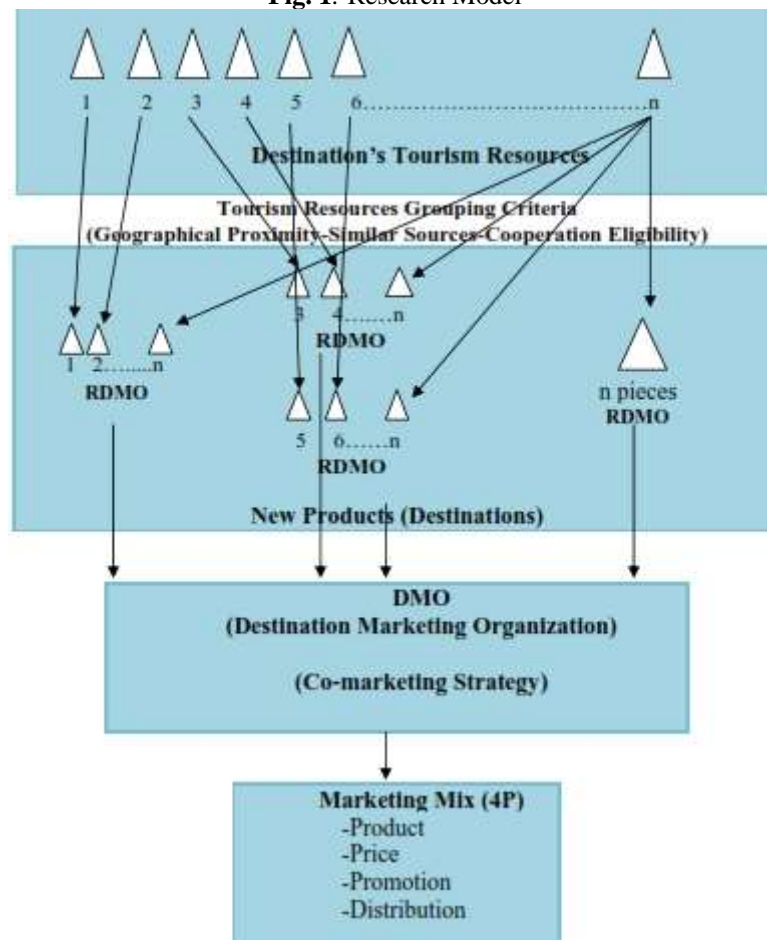 Fig. 1. Research Model
1 2 3 4 5 6……………………………………n
Destination's Tourism Resources
Tourism Resources Grouping Criteria
(Geographical Proximity-Similar Sources-Cooperation Eligibility)
3 4…….n
RDMO
1 2……...n
RDMO
n pieces
RDMO
5 6……n
RDMO
New Products (Destinations)
DMO
(Destination Marketing Organization)
(Co-marketing Strategy)
Marketing Mix (4P)
-Product
-Price
-Promotion
-Distribution